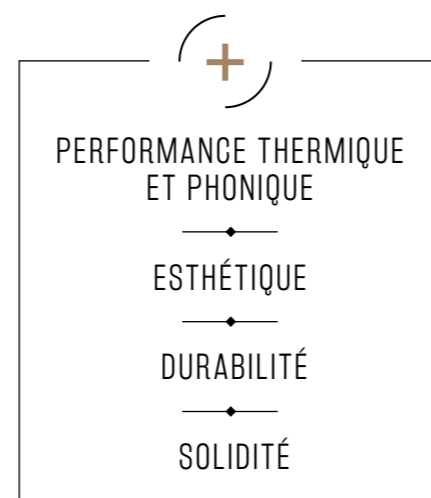 +
PERFORMANCE THERMIQUE
ET PHONIQUE
ESTHÉTIQUE
DURABILITÉ
SOLIDITÉ